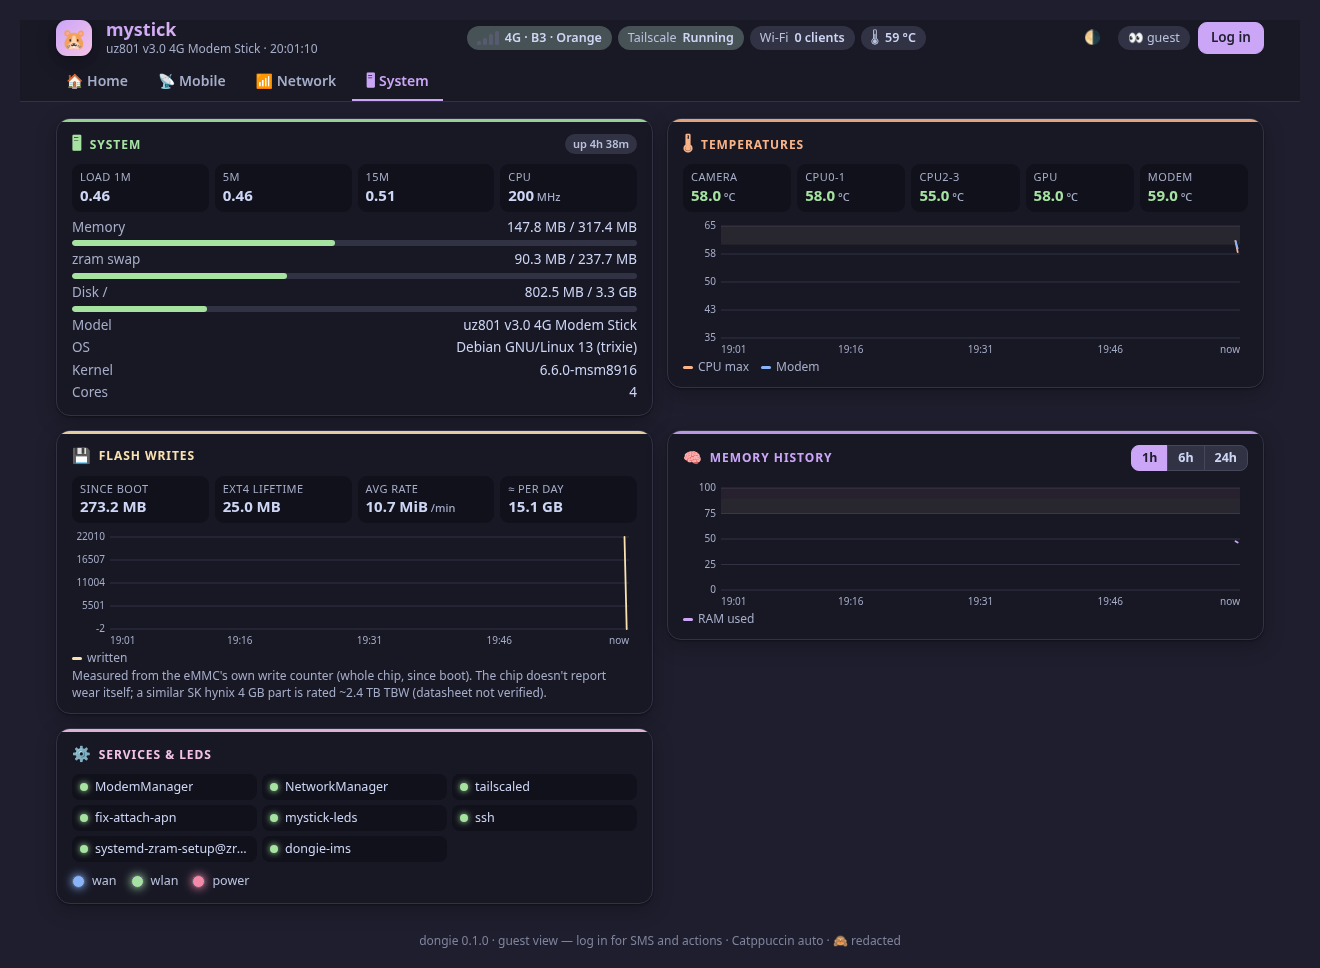 mystick
uz801 v3.0 4G Modem Stick · 20:01:10
4G · B3 · Orange
Tailscale Running
Wi-Fi 0 clients
59 °C
guest
Log in
Home
Mobile
Network
System
SYSTEM
up 4h 38m
LOAD 1M
0.46
5M
0.46
15M
0.51
CPU
200 MHz
Memory 147.8 MB / 317.4 MB
zram swap 90.3 MB / 237.7 MB
Disk / 802.5 MB / 3.3 GB
Model uz801 v3.0 4G Modem Stick
OS Debian GNU/Linux 13 (trixie)
Kernel 6.6.0-msm8916
Cores 4
TEMPERATURES
CAMERA
58.0 °C
CPU0-1
58.0 °C
CPU2-3
55.0 °C
GPU
58.0 °C
MODEM
59.0 °C
65
58
50
43
35
19:01 19:16 19:31 19:46 now
CPU max Modem
FLASH WRITES
SINCE BOOT
273.2 MB
EXT4 LIFETIME
25.0 MB
AVG RATE
10.7 MiB /min
≈ PER DAY
15.1 GB
22010
16507
11004
5501
-2
19:01 19:16 19:31 19:46 now
written
Measured from the eMMC's own write counter (whole chip, since boot). The chip doesn't report
wear itself; a similar SK hynix 4 GB part is rated ~2.4 TB TBW (datasheet not verified).
MEMORY HISTORY
1h 6h 24h
100
75
50
25
0
19:01 19:16 19:31 19:46 now
RAM used
SERVICES & LEDS
ModemManager
NetworkManager
tailscaled
fix-attach-apn
mystick-leds
ssh
systemd-zram-setup@zr...
dongie-ims
wan wlan power
dongie 0.1.0 · guest view — log in for SMS and actions · Catppuccin auto · 🙈 redacted